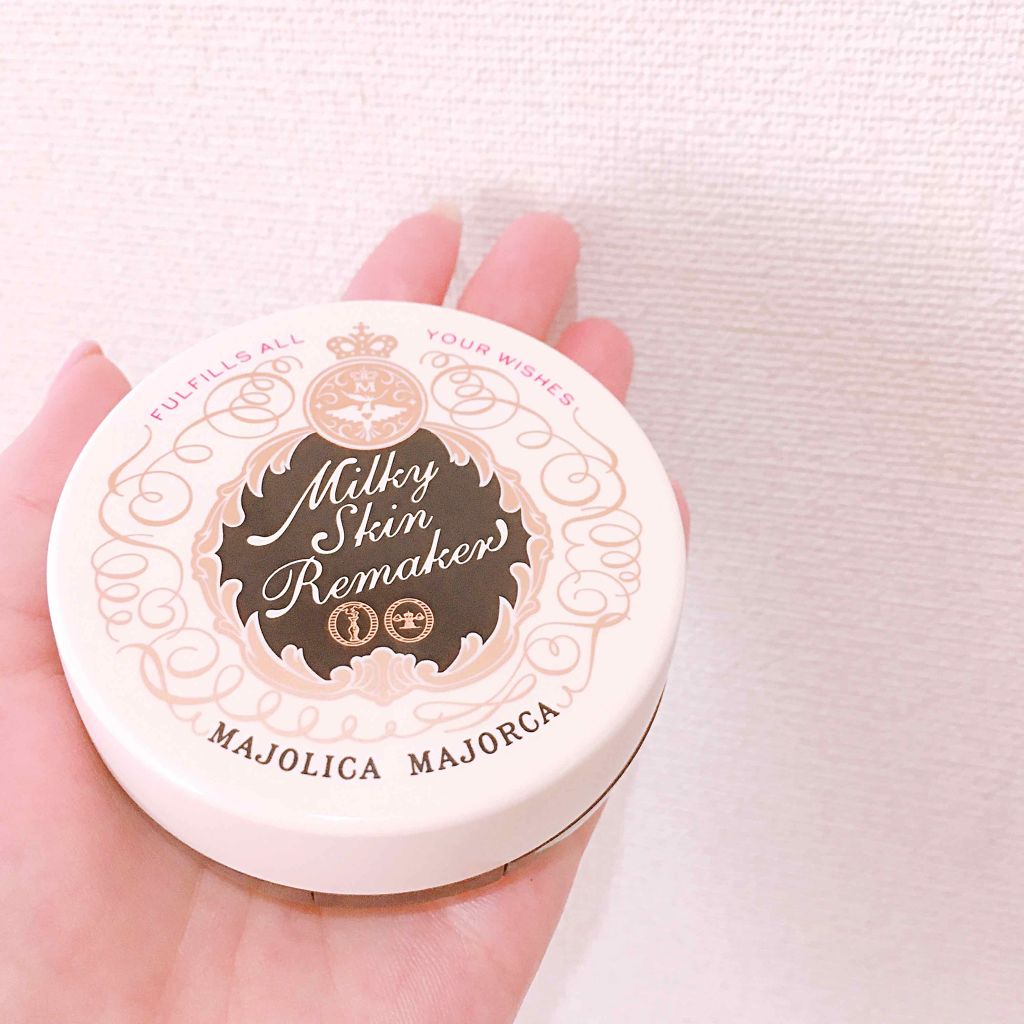 FULFILLS ALL YOUR WISHES
M
Milky
Skin
Remaker
MAJOLICA MAJORCA